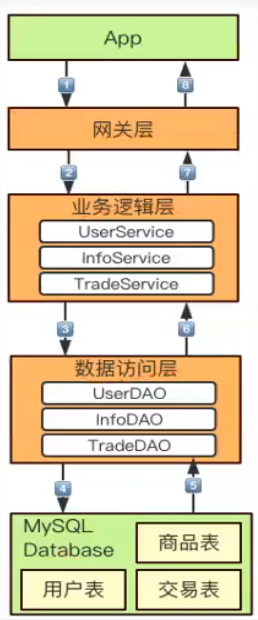 App
1
8
网关层
2
7
业务逻辑层
UserService
InfoService
TradeService
3
6
数据访问层
UserDAO
InfoDAO
TradeDAO
4
5
MySQL
Database
商品表
用户表
交易表